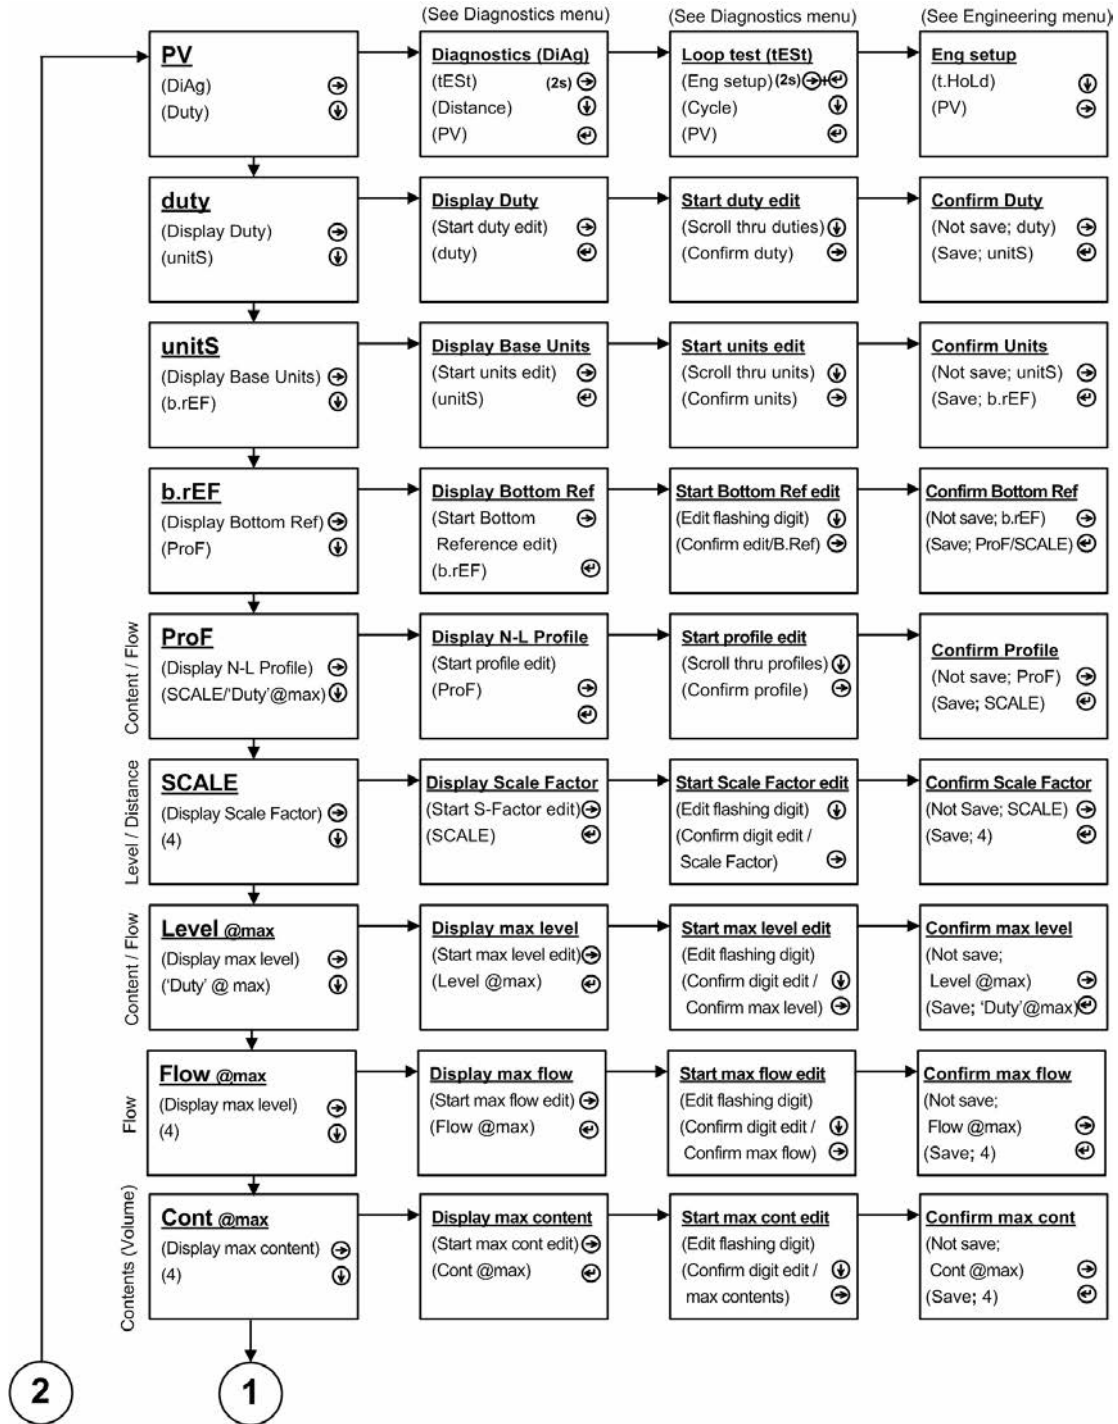 (See Diagnostics menu)
(See Diagnostics menu)
(See Engineering menu)
PV
(DiAg)
(Duty)
Diagnostics (DiAg)
(tESt) (2s)
(Distance)
(PV)
Loop test (tESt)
(Eng setup) (2s) +
(Cycle)
(PV)
Eng setup
(t.HoLd)
(PV)
duty
(Display Duty)
(unitS)
Display Duty
(Start duty edit)
(duty)
Start duty edit
(Scroll thru duties)
(Confirm duty)
Confirm Duty
(Not save; duty)
(Save; unitS)
unitS
(Display Base Units)
(b.rEF)
Display Base Units
(Start units edit)
(unitS)
Start units edit
(Scroll thru units)
(Confirm units)
Confirm Units
(Not save; unitS)
(Save; b.rEF)
b.rEF
(Display Bottom Ref)
(ProF)
Display Bottom Ref
(Start Bottom
Reference edit)
(b.rEF)
Start Bottom Ref edit
(Edit flashing digit)
(Confirm edit/B.Ref)
Confirm Bottom Ref
(Not save; b.rEF)
(Save; ProF/SCALE)
Content / Flow
ProF
(Display N-L Profile)
(SCALE/‘Duty’@max)
Display N-L Profile
(Start profile edit)
(ProF)
Start profile edit
(Scroll thru profiles)
(Confirm profile)
Confirm Profile
(Not save; ProF)
(Save; SCALE)
Level / Distance
SCALE
(Display Scale Factor)
(4)
Display Scale Factor
(Start S-Factor edit)
(SCALE)
Start Scale Factor edit
(Edit flashing digit)
(Confirm digit edit /
Scale Factor)
Confirm Scale Factor
(Not Save; SCALE)
(Save; 4)
Content / Flow
Level @max
(Display max level)
(‘Duty’ @ max)
Display max level
(Start max level edit)
(Level @max)
Start max level edit
(Edit flashing digit)
(Confirm digit edit /
Confirm max level)
Confirm max level
(Not save;
Level @max)
(Save; ‘Duty’@max)
Flow
Flow @max
(Display max level)
(4)
Display max flow
(Start max flow edit)
(Flow @max)
Start max flow edit
(Edit flashing digit)
(Confirm digit edit /
Confirm max flow)
Confirm max flow
(Not save;
Flow @max)
(Save; 4)
Contents (Volume)
Cont @max
(Display max content)
(4)
Display max content
(Start max cont edit)
(Cont @max)
Start max cont edit
(Edit flashing digit)
(Confirm digit edit /
max contents)
Confirm max cont
(Not save;
Cont @max)
(Save; 4)
2
1